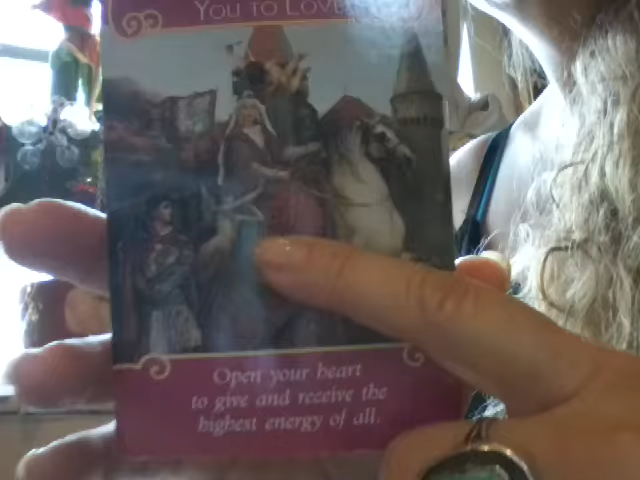 You to Love
Open your heart
to give and receive the
highest energy of all.